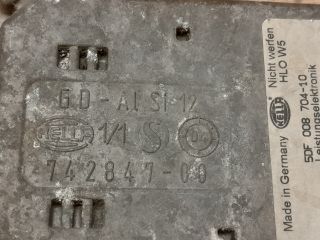 GD-AlSi12
HELLA 1/1
742847-00
HELLA
Nicht werfen
HLO W5
Made in Germany
5DF 008 704-10
Leistungselektronik